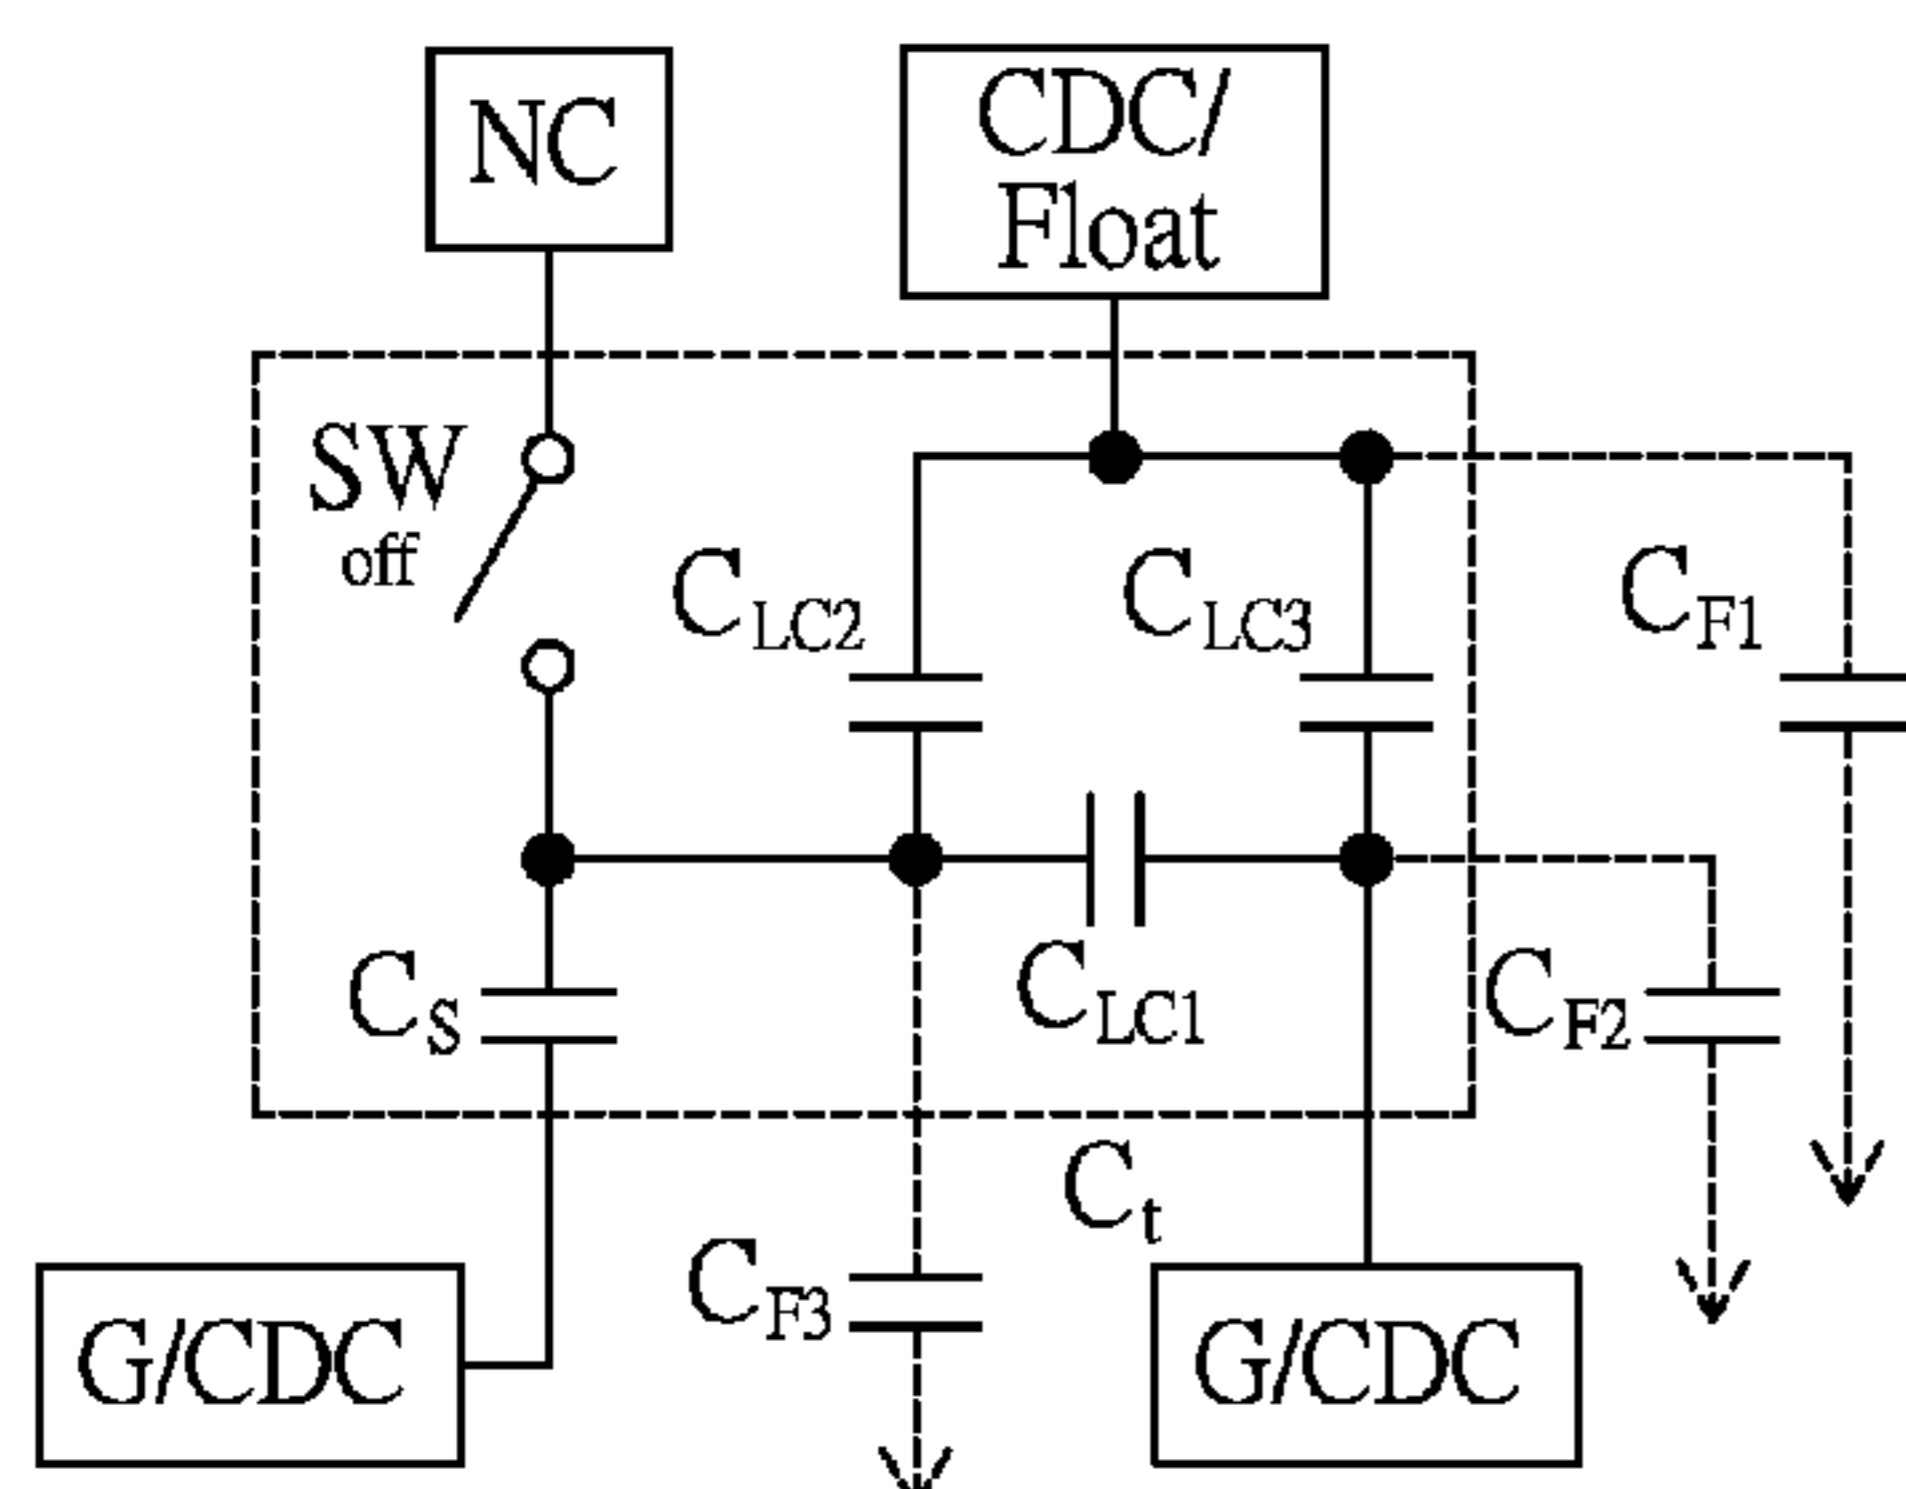 NC
CDC/
Float
SW
off
CLC2
CLC3
CF1
CS
CLC1
CF2
Ct
CF3
G/CDC
G/CDC